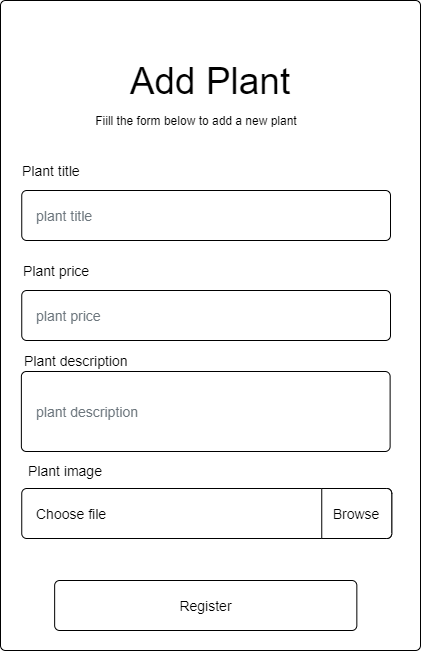 Add Plant
Fiill the form below to add a new plant
Plant title
plant title
Plant price
plant price
Plant description
plant description
Plant image
Choose file
Browse
Register